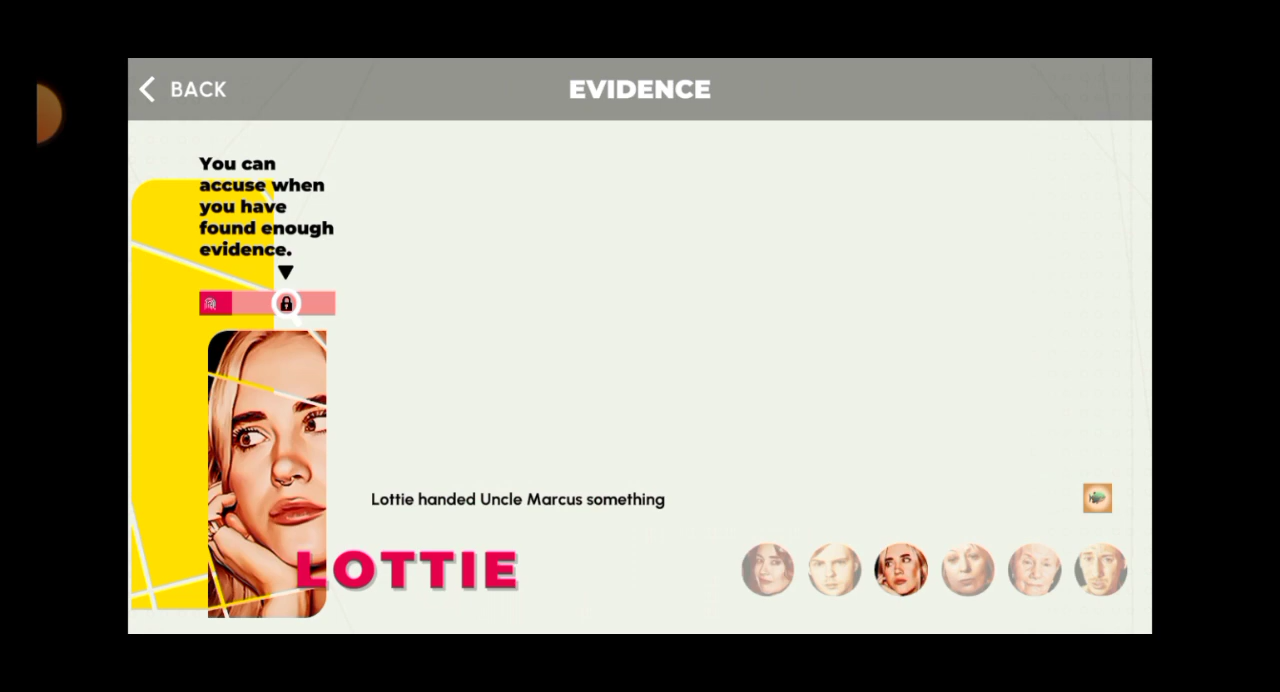 BACK
EVIDENCE
You can
accuse when
you have
found enough
evidence.
Lottie handed Uncle Marcus something
LOTTIE